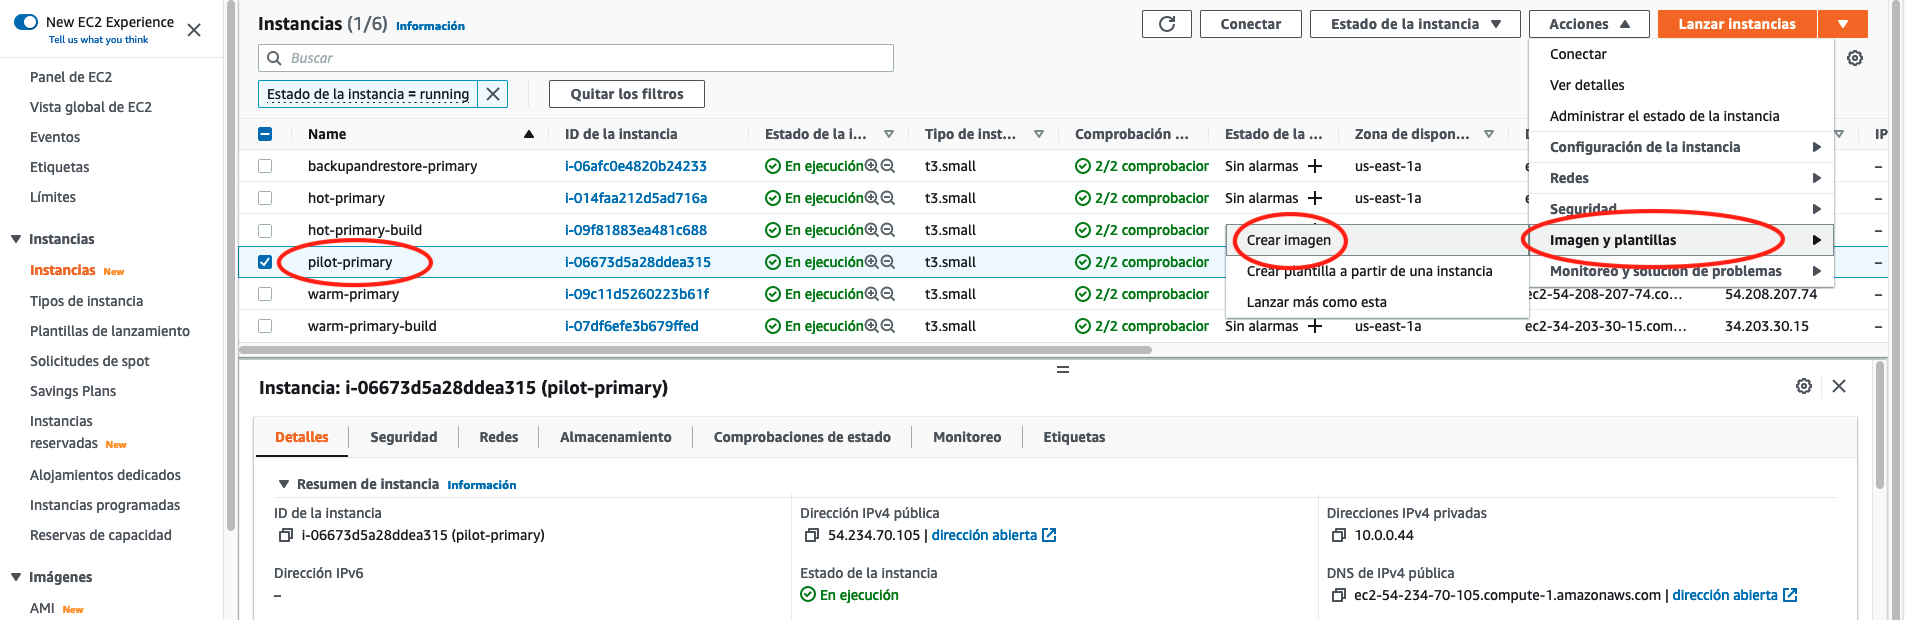 New EC2 Experience
Tell us what you think
Panel de EC2
Vista global de EC2
Eventos
Etiquetas
Límites
Instancias
Instancias New
Tipos de instancia
Plantillas de lanzamiento
Solicitudes de spot
Savings Plans
Instancias
reservadas New
Alojamientos dedicados
Instancias programadas
Reservas de capacidad
Imágenes
AMI New
Instancias (1/6) Información
Conectar
Estado de la instancia
Acciones
Lanzar instancias
Buscar
Estado de la instancia = running
Quitar los filtros
Conectar
Ver detalles
Administrar el estado de la instancia
Configuración de la instancia
Redes
Seguridad
Imagen y plantillas
Monitoreo y solución de problemas
Crear imagen
Crear plantilla a partir de una instancia
Lanzar más como esta
Name ID de la instancia Estado de la i... Tipo de inst... Comprobación ... Estado de la ... Zona de dispon... IP
backupandrestore-primary i-06afc0e4820b24233 En ejecución t3.small 2/2 comprobacior Sin alarmas + us-east-1a –
hot-primary i-014faa212d5ad716a En ejecución t3.small 2/2 comprobacior Sin alarmas + us-east-1a –
hot-primary-build i-09f81883ea481c688 En ejecución t3.small 2/2 comprobacior –
pilot-primary i-06673d5a28ddea315 En ejecución t3.small 2/2 comprobacior –
warm-primary i-09c11d5260223b61f En ejecución t3.small 2/2 comprobacior ec2-54-208-207-74.co... 54.208.207.74 –
warm-primary-build i-07df6efe3b679ffed En ejecución t3.small 2/2 comprobacior Sin alarmas + us-east-1a ec2-34-203-30-15.com... 34.203.30.15 –
Instancia: i-06673d5a28ddea315 (pilot-primary)
Detalles Seguridad Redes Almacenamiento Comprobaciones de estado Monitoreo Etiquetas
Resumen de instancia Información
ID de la instancia
i-06673d5a28ddea315 (pilot-primary)
Dirección IPv4 pública
54.234.70.105 | dirección abierta
Direcciones IPv4 privadas
10.0.0.44
Dirección IPv6
–
Estado de la instancia
En ejecución
DNS de IPv4 pública
ec2-54-234-70-105.compute-1.amazonaws.com | dirección abierta